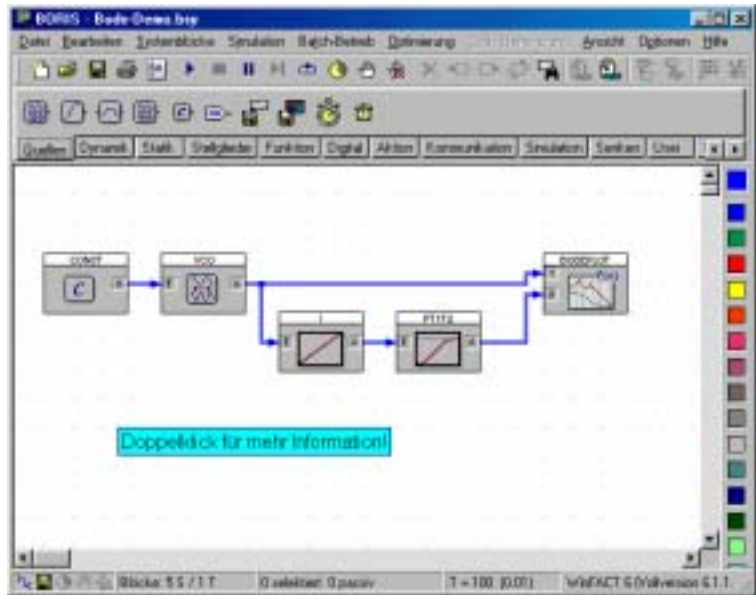 BORIS - Bode-Demo.bsy
Datei Bearbeiten Systemblöcke Simulation Batch-Betrieb Optimierung Ansicht Optionen Hilfe
Quellen Dynamik Statik Stellglieder Funktion Digital Aktion Kommunikation Simulation Senken User
CONST VCO BODEPLOT
C
I PT1T2
Doppelklick für mehr Information!
Blöcke: 5 S / 1 T 0 selektiert 0 passiv T = 100 (0.01) WinFACT 6 (Vollversion 6.1.1.